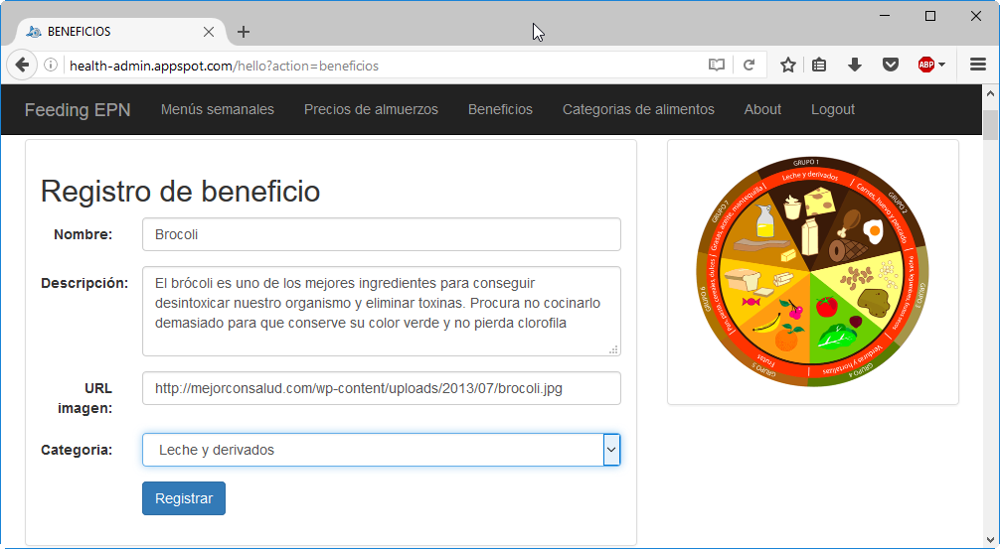 BENEFICIOS
health-admin.appspot.com/hello?action=beneficios
ABP
Feeding EPN Menús semanales Precios de almuerzos Beneficios Categorias de alimentos About Logout
Registro de beneficio
Nombre: Brocoli
Descripción: El brócoli es uno de los mejores ingredientes para conseguir
desintoxicar nuestro organismo y eliminar toxinas. Procura no cocinarlo
demasiado para que conserve su color verde y no pierda clorofila
URL
imagen: http://mejorconsalud.com/wp-content/uploads/2013/07/brocoli.jpg
Categoria: Leche y derivados
Registrar
GRUPO 1
Leche y derivados
GRUPO 2
Carnes, huevo y pescado
GRUPO 3
GRUPO 4
Verduras y hortalizas
GRUPO 5
Frutas
GRUPO 6
GRUPO 7
Grasas, aceite, mantequilla